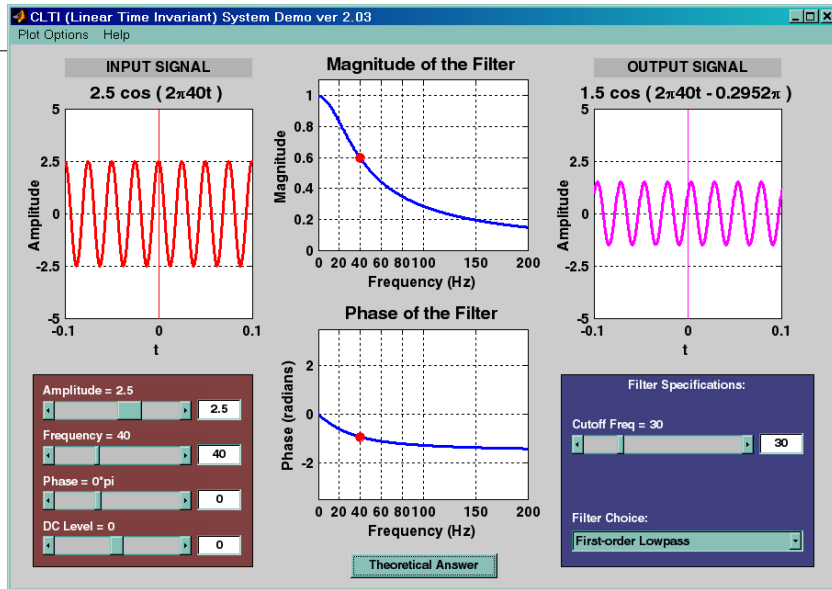 CLTI (Linear Time Invariant) System Demo ver 2.03
Plot Options Help
INPUT SIGNAL
2.5 cos ( 2π40t )
5
2.5
0
-2.5
-5
Amplitude
-0.1 0 0.1
t
Magnitude of the Filter
1
0.8
0.6
0.4
0.2
0
Magnitude
0 20 40 60 80 100 150 200
Frequency (Hz)
OUTPUT SIGNAL
1.5 cos ( 2π40t - 0.2952π )
5
2.5
0
-2.5
-5
Amplitude
-0.1 0 0.1
t
Phase of the Filter
2
0
-2
Phase (radians)
0 20 40 60 80 100 150 200
Frequency (Hz)
Theoretical Answer
Amplitude = 2.5
2.5
Frequency = 40
40
Phase = 0*pi
0
DC Level = 0
0
Filter Specifications:
Cutoff Freq = 30
30
Filter Choice:
First-order Lowpass